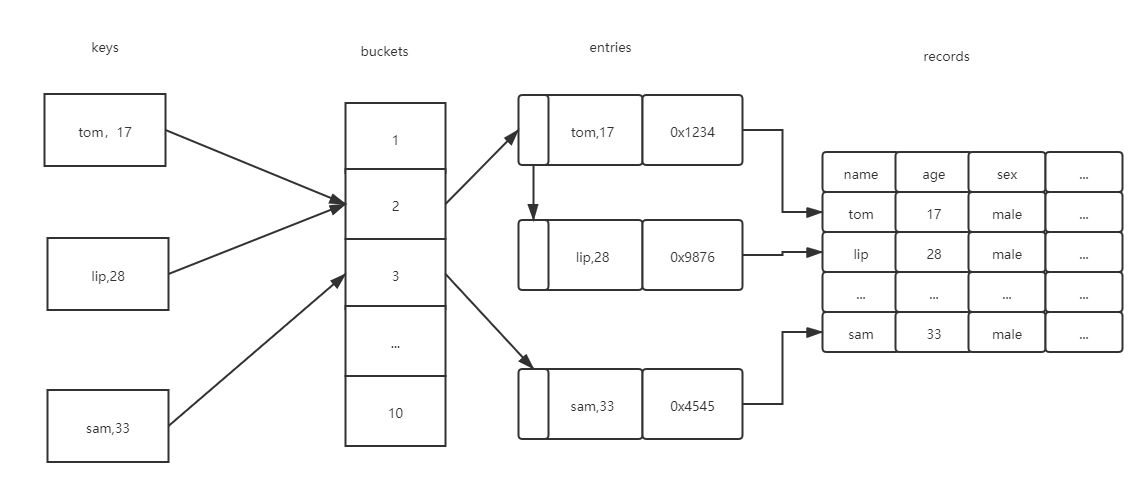 keys
buckets
entries
records
tom，17
lip,28
sam,33
1
2
3
...
10
tom,17 0x1234
lip,28 0x9876
sam,33 0x4545
name age sex ...
tom 17 male ...
lip 28 male ...
... ... ... ...
sam 33 male ...